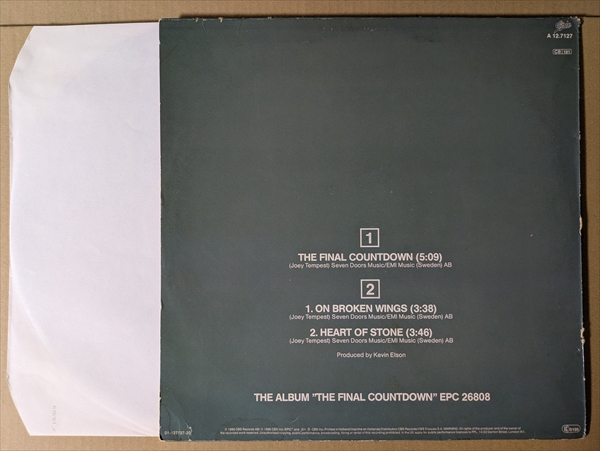 Epic
A 12.7127
CB 281
1
THE FINAL COUNTDOWN (5:09)
(Joey Tempest) Seven Doors Music/EMI Music (Sweden) AB
2
1. ON BROKEN WINGS (3:38)
(Joey Tempest) Seven Doors Music/EMI Music (Sweden) AB
2. HEART OF STONE (3:46)
(Joey Tempest) Seven Doors Music/EMI Music (Sweden) AB
Produced by Kevin Elson
THE ALBUM "THE FINAL COUNTDOWN" EPC 26808